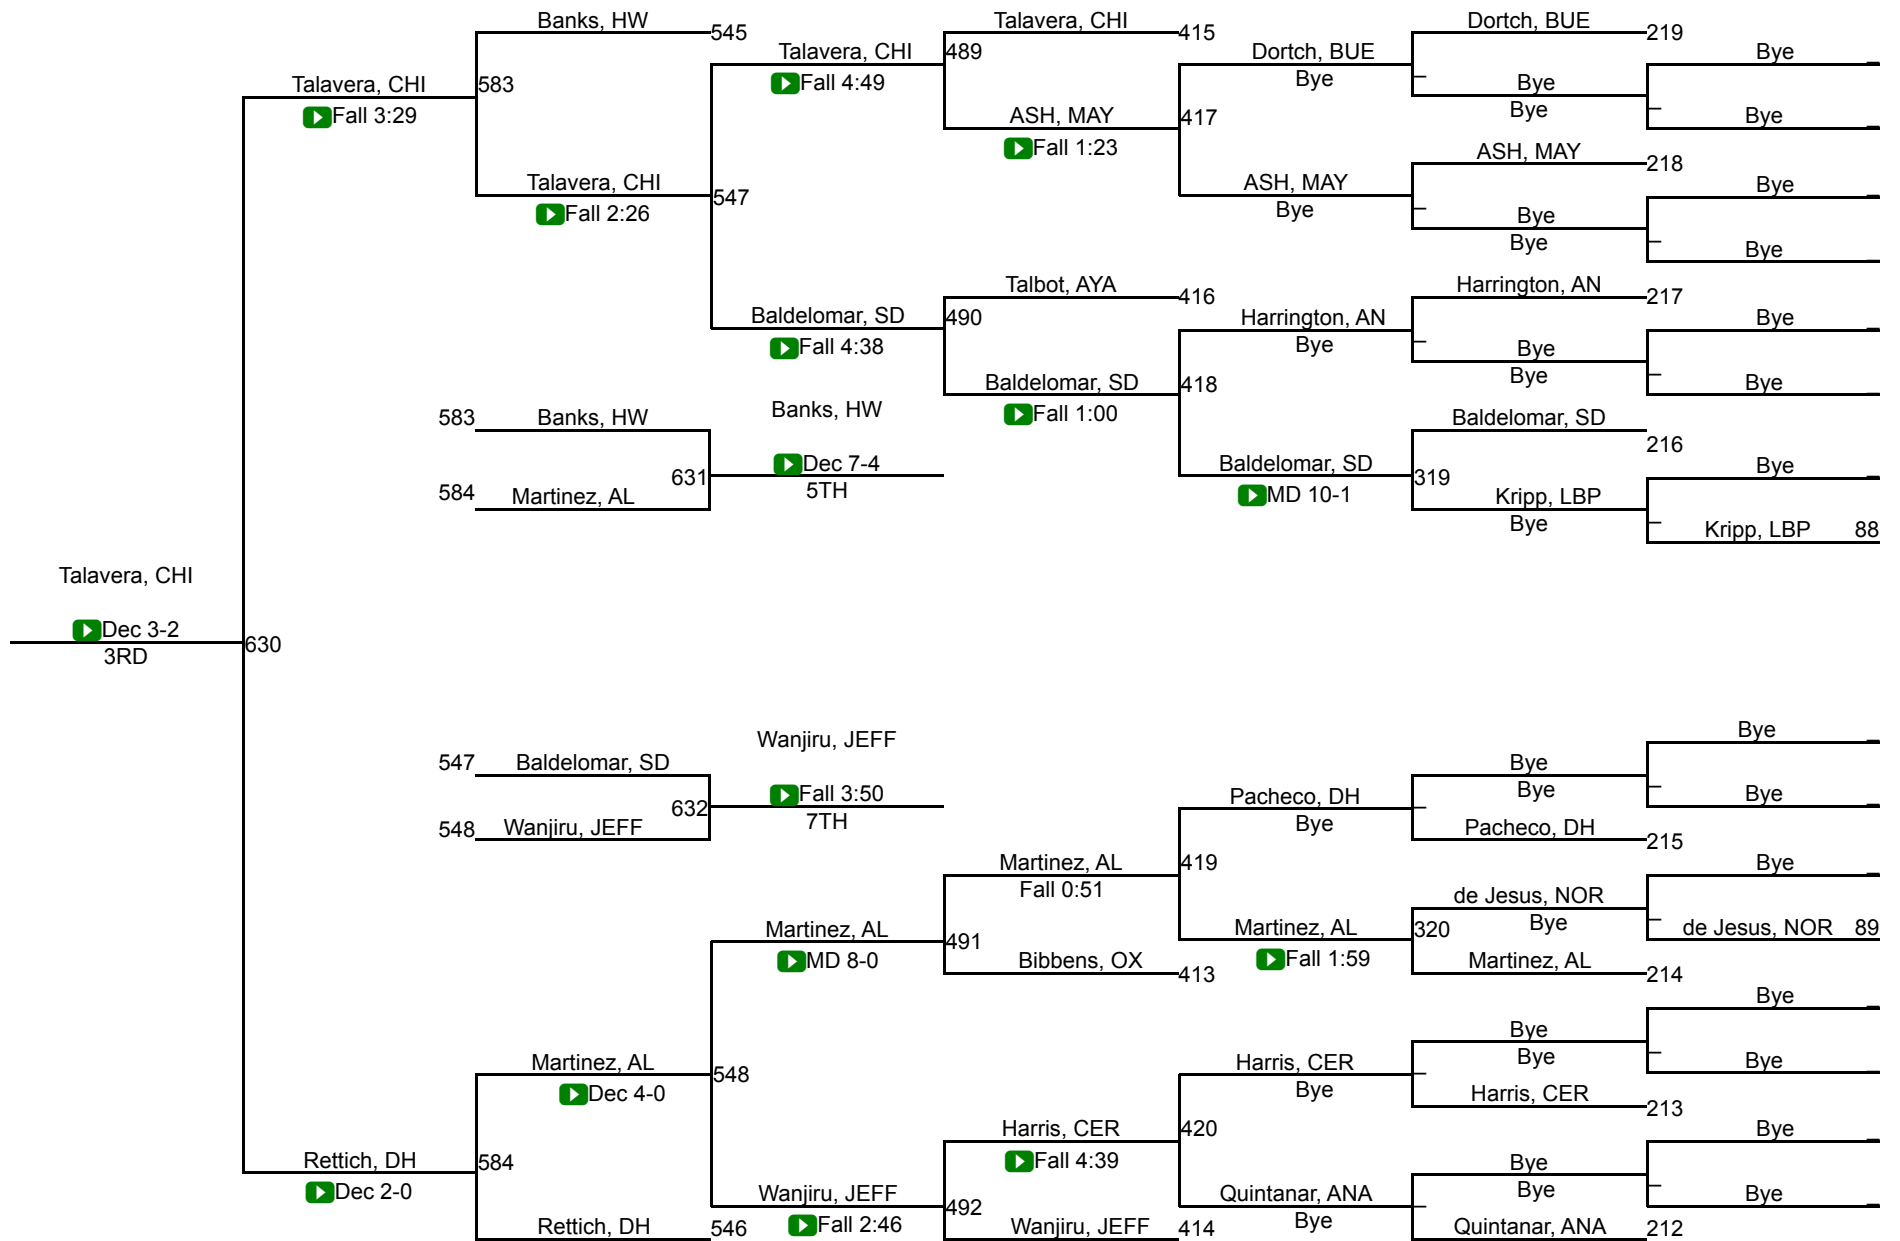 Banks, HW
545
Talavera, CHI
Fall 3:29
583
Talavera, CHI
Fall 2:26
547
Talavera, CHI
Fall 4:49
489
Talavera, CHI
415
ASH, MAY
Fall 1:23
417
Dortch, BUE
Bye
Dortch, BUE
219
Bye
Bye
Bye
Bye
ASH, MAY
Bye
ASH, MAY
218
Bye
Bye
Bye
Bye
Baldelomar, SD
Fall 4:38
490
Talbot, AYA
416
Baldelomar, SD
Fall 1:00
418
Harrington, AN
Bye
Harrington, AN
217
Bye
Bye
Bye
Bye
Baldelomar, SD
MD 10-1
319
Baldelomar, SD
216
Kripp, LBP
Bye
Bye
Kripp, LBP 88
583 Banks, HW
584 Martinez, AL
631
Banks, HW
Dec 7-4
5TH
Talavera, CHI
Dec 3-2
3RD
630
547 Baldelomar, SD
548 Wanjiru, JEFF
632
Wanjiru, JEFF
Fall 3:50
7TH
Rettich, DH
Dec 2-0
584
Martinez, AL
Dec 4-0
548
Rettich, DH
546
Martinez, AL
MD 8-0
491
Martinez, AL
Fall 0:51
419
Bibbens, OX
413
Pacheco, DH
Bye
Bye
Bye
Bye
Bye
Pacheco, DH
215
Martinez, AL
Fall 1:59
320
de Jesus, NOR
Bye
Bye
de Jesus, NOR 89
Martinez, AL
214
Wanjiru, JEFF
Fall 2:46
492
Harris, CER
Fall 4:39
420
Wanjiru, JEFF
414
Harris, CER
Bye
Bye
Bye
Bye
Bye
Harris, CER
213
Quintanar, ANA
Bye
Bye
Bye
Bye
Bye
Quintanar, ANA
212